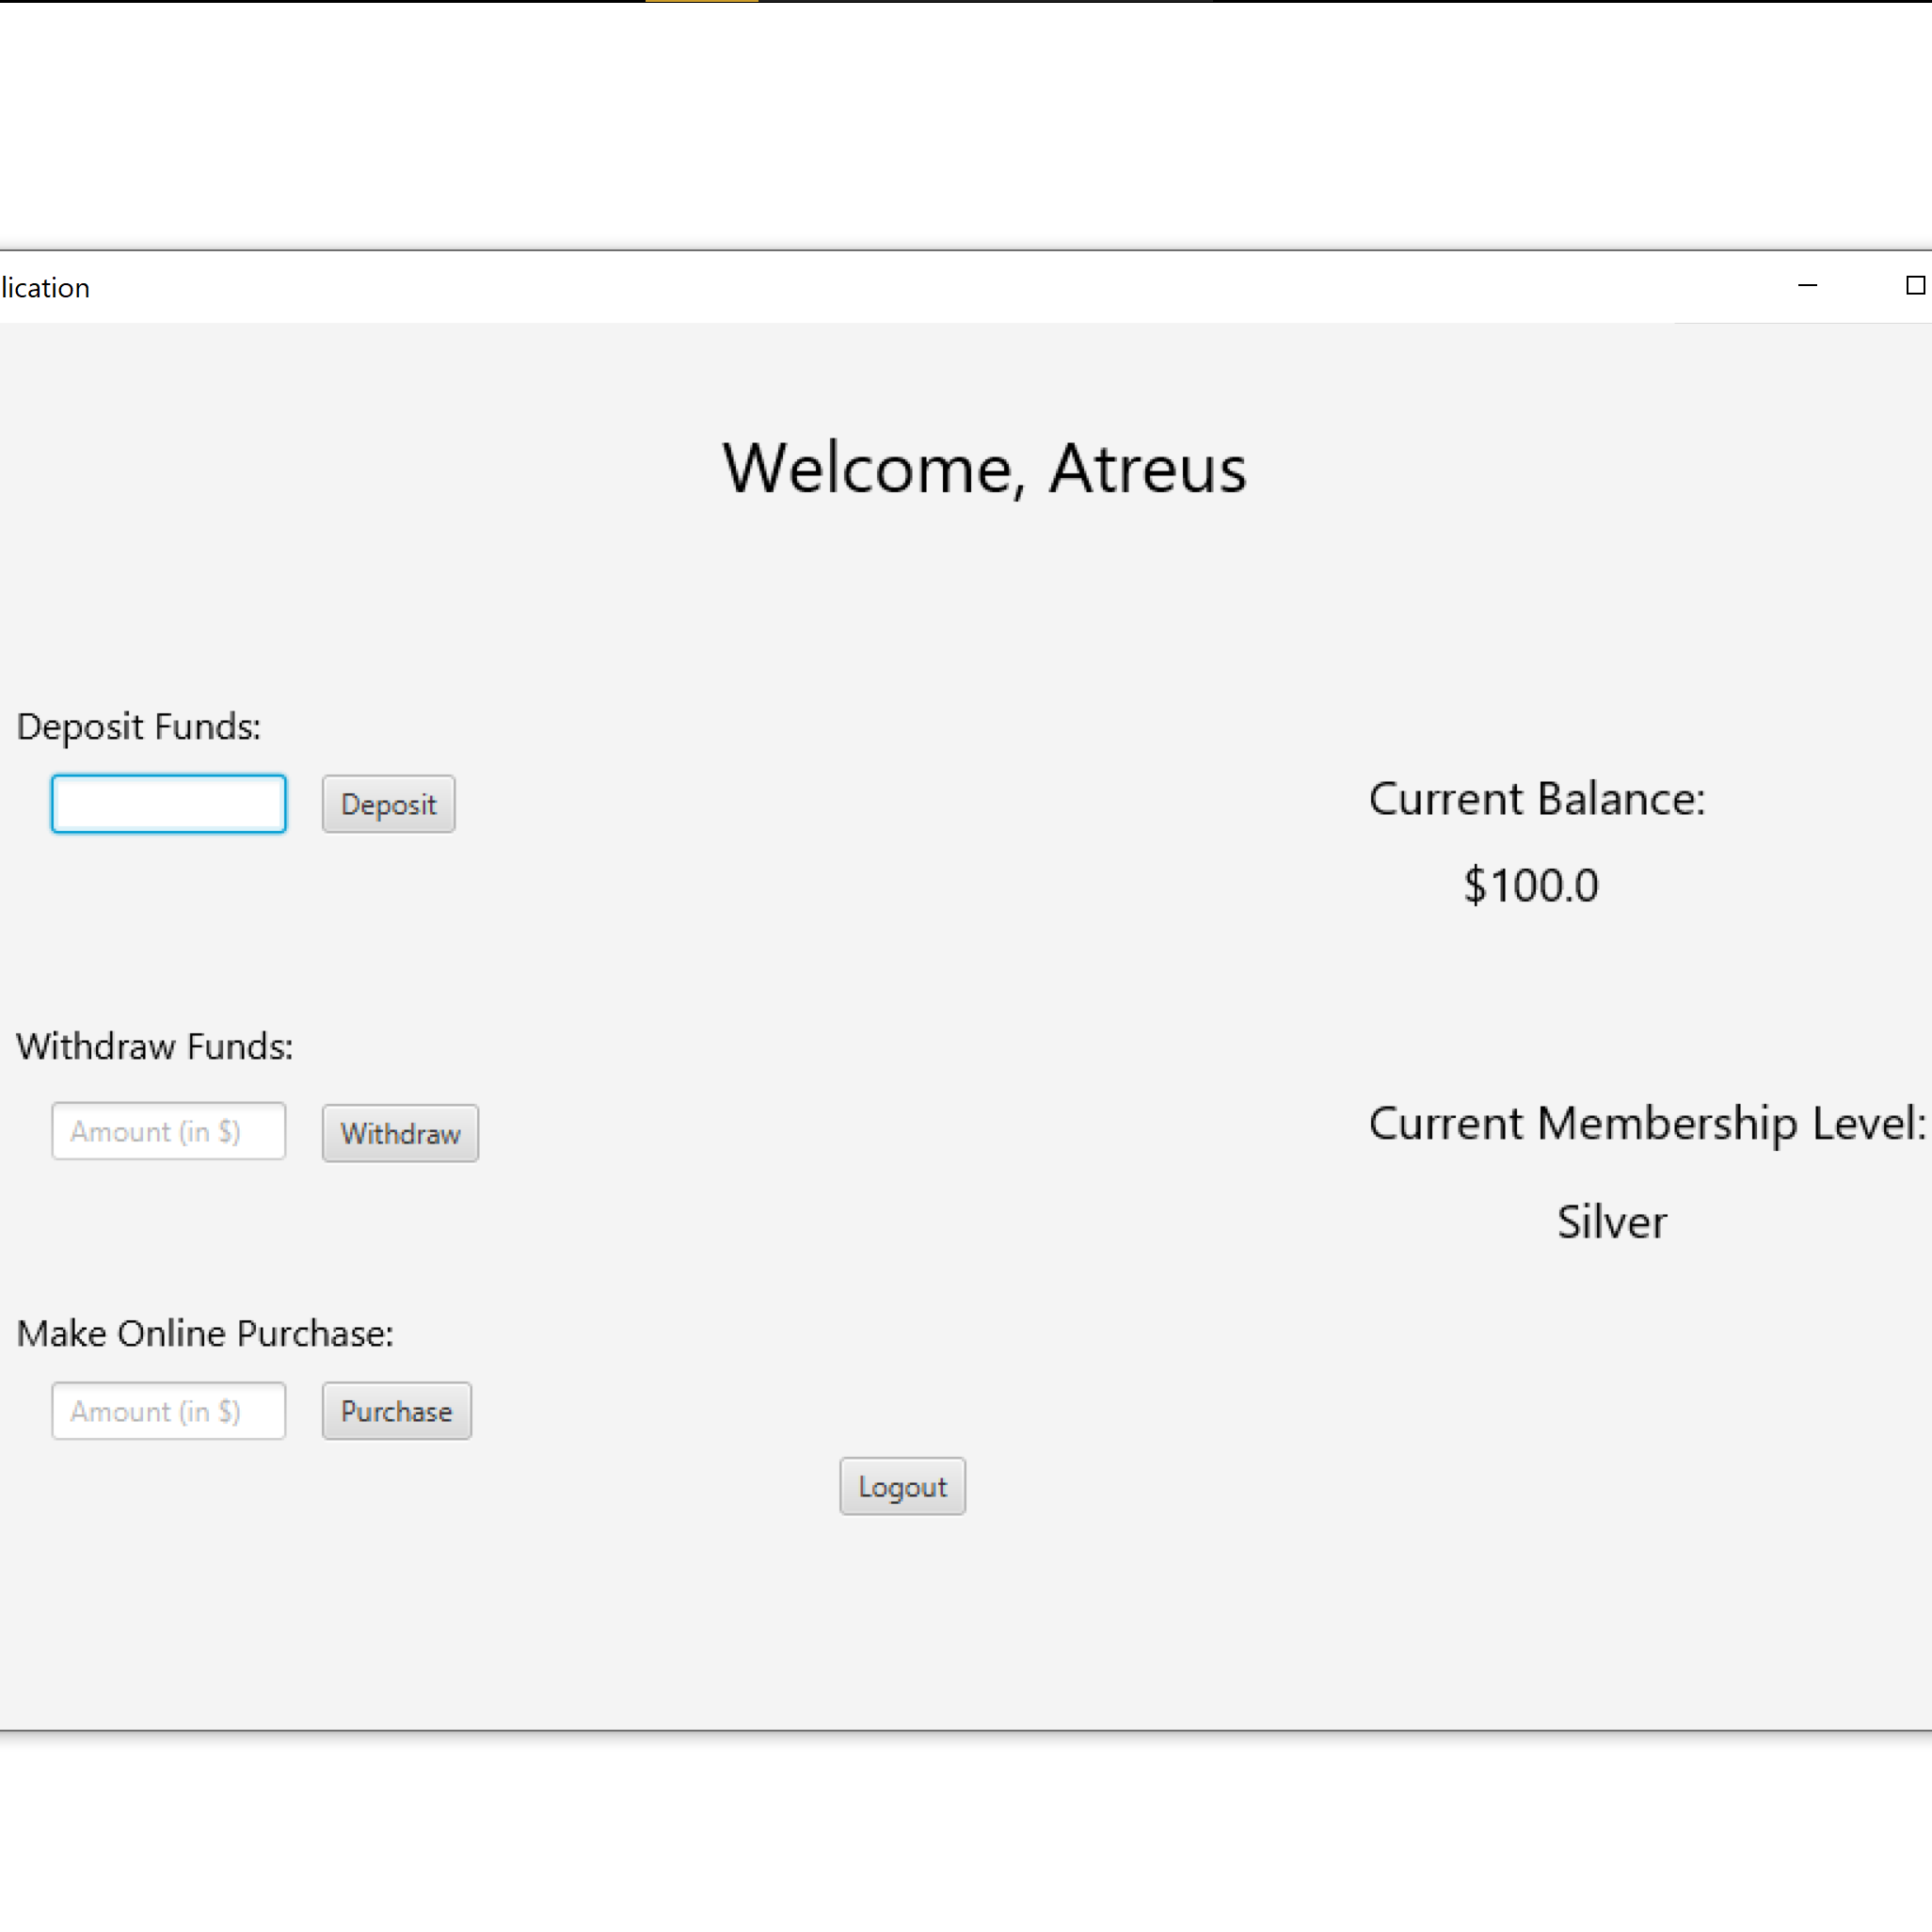 lication
Welcome, Atreus
Deposit Funds:
Deposit
Current Balance:
$100.0
Withdraw Funds:
Amount (in $)
Withdraw
Current Membership Level:
Silver
Make Online Purchase:
Amount (in $)
Purchase
Logout